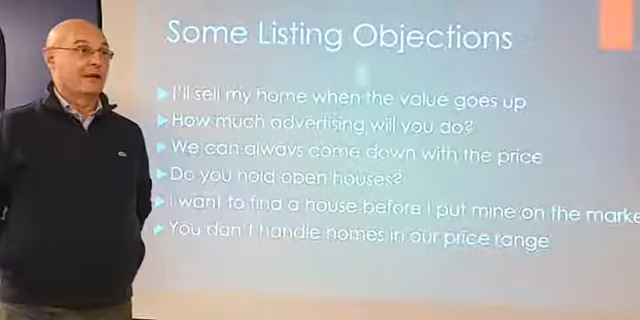 Some Listing Objections
I'll sell my home when the value goes up
How much advertising will you do?
We can always come down with the price
Do you hold open houses?
I want to find a house before I put mine on the marke
You don't handle homes in our price range